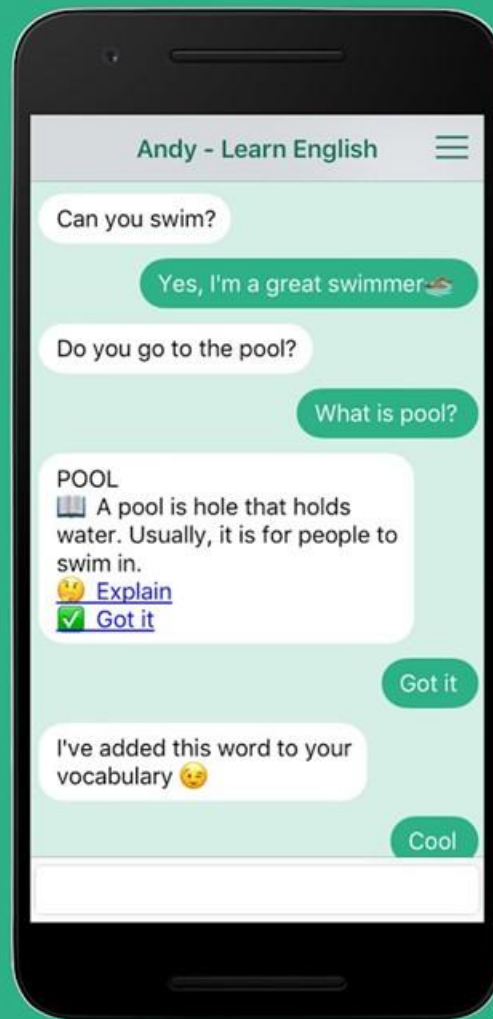 Andy - Learn English
Can you swim?
Yes, I'm a great swimmer🏊
Do you go to the pool?
What is pool?
POOL
📖 A pool is hole that holds
water. Usually, it is for people to
swim in.
🤔 Explain
✅ Got it
Got it
I've added this word to your
vocabulary 😉
Cool